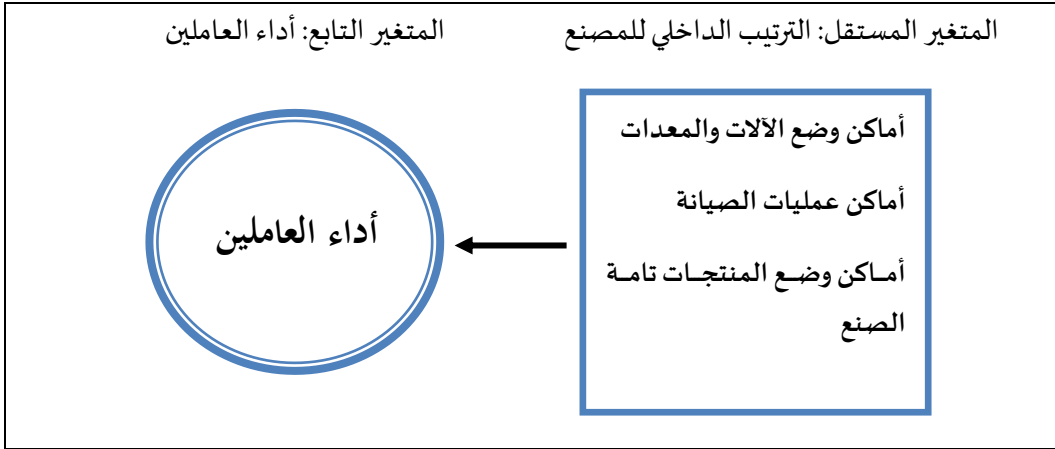 المتغير المستقل: الترتيب الداخلي للمصنع
المتغير التابع: أداء العاملين
أماكن وضع الآلات والمعدات
أماكن عمليات الصيانة
أماكن وضع المنتجات تامة
الصنع
أداء العاملين